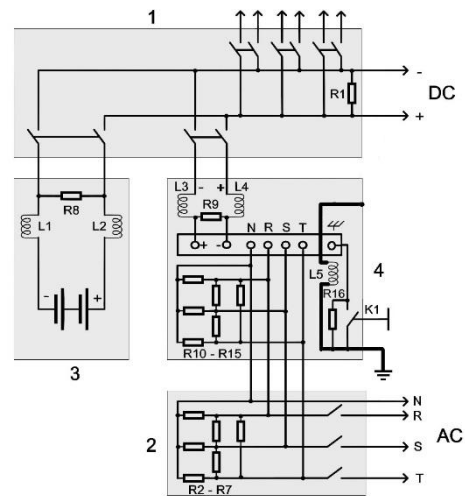 1
-
R1
DC
+
L3 - + L4
R8
R9
N R S T
L1
L2
+ -
L5
4
R16
- +
K1
R10 - R15
3
N
R
2
AC
S
R2 - R7
T